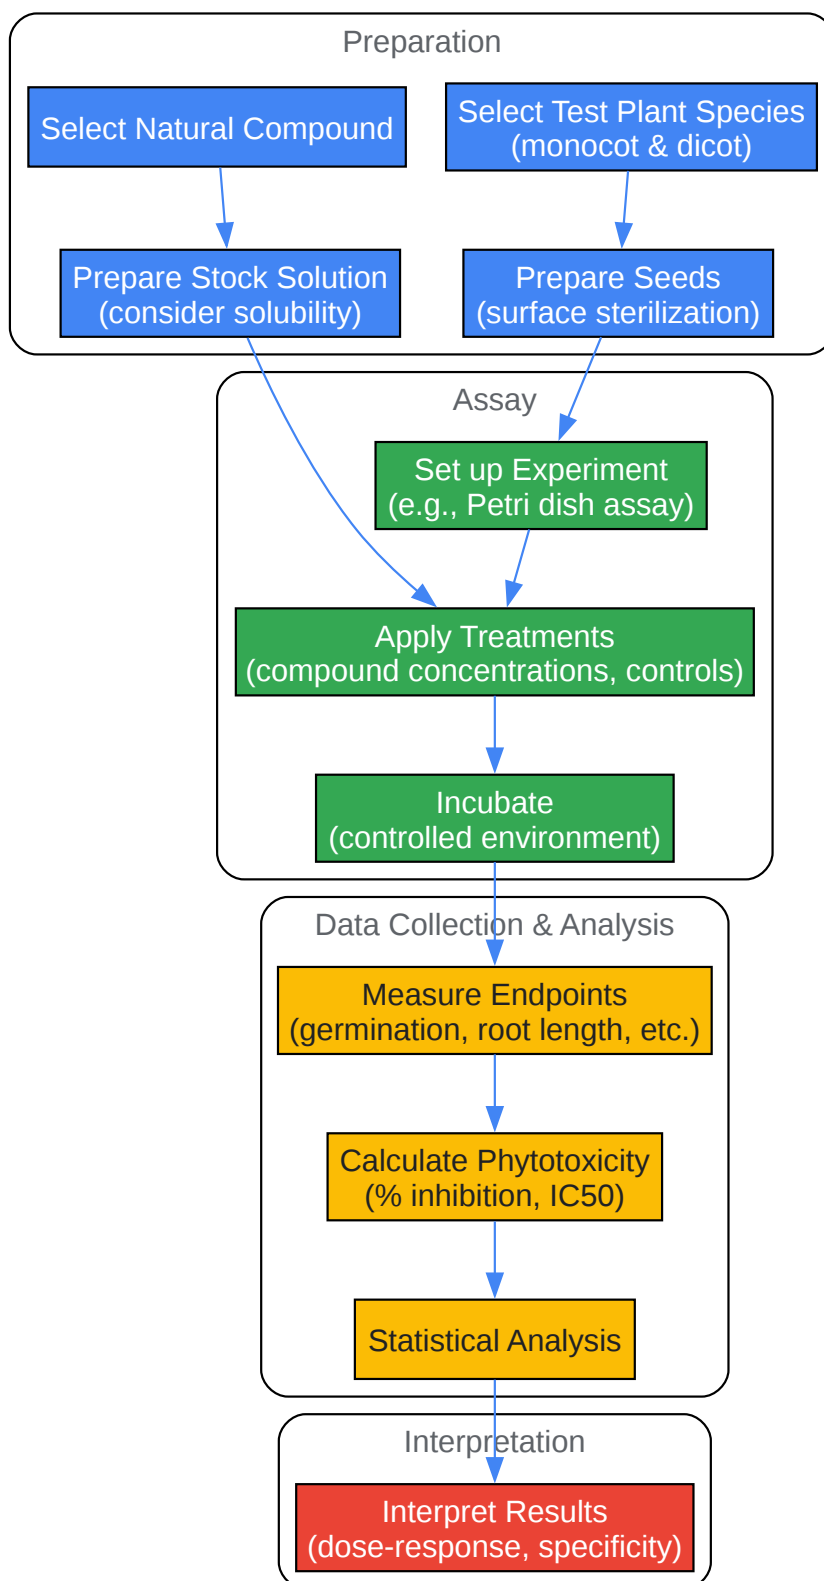 Preparation
Select Natural Compound
Select Test Plant Species
(monocot & dicot)
Prepare Stock Solution
(consider solubility)
Prepare Seeds
(surface sterilization)
Assay
Set up Experiment
(e.g., Petri dish assay)
Apply Treatments
(compound concentrations, controls)
Incubate
(controlled environment)
Data Collection & Analysis
Measure Endpoints
(germination, root length, etc.)
Calculate Phytotoxicity
(% inhibition, IC50)
Statistical Analysis
Interpretation
Interpret Results
(dose-response, specificity)